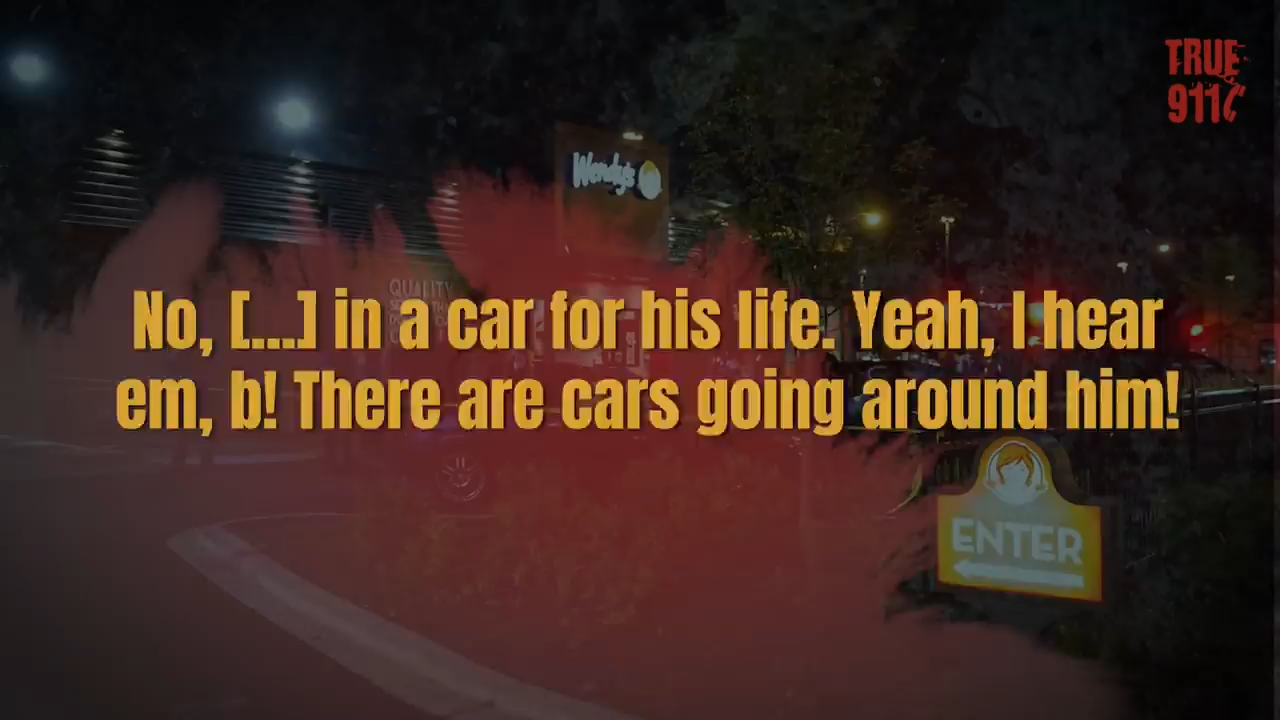 TRUE
911
Wendy's
QUALITY
No, [...] in a car for his life. Yeah, I hear
em, b! There are cars going around him!
ENTER